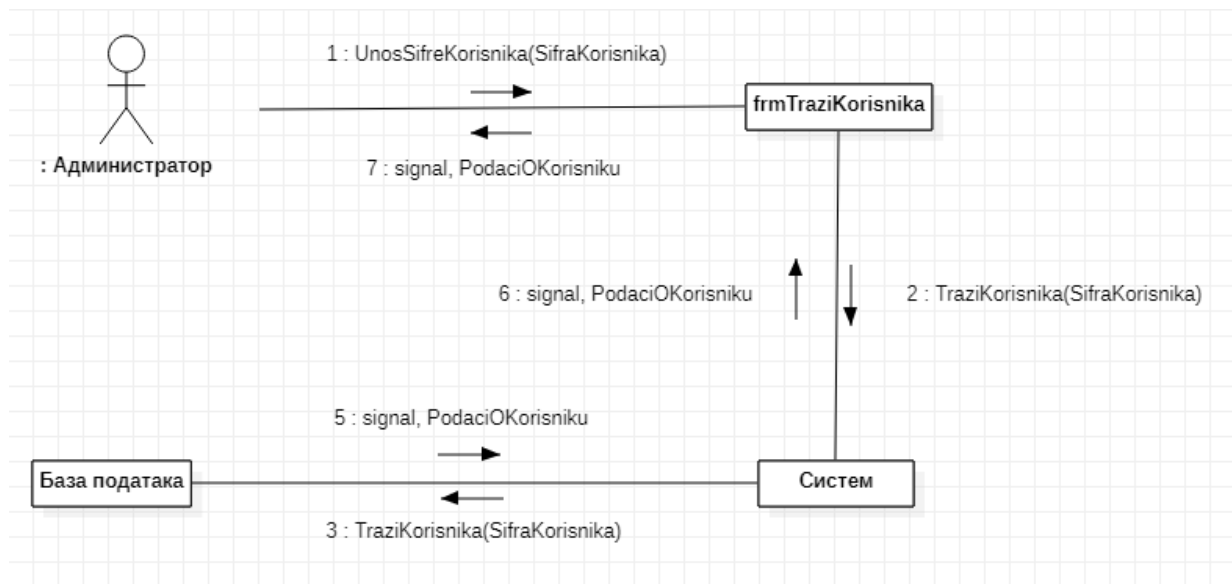 1 : UnosSifreKorisnika(SifraKorisnika)
frmTraziKorisnika
: Администратор
7 : signal, PodaciOKorisniku
6 : signal, PodaciOKorisniku
2 : TraziKorisnika(SifraKorisnika)
5 : signal, PodaciOKorisniku
База података
Систем
3 : TraziKorisnika(SifraKorisnika)